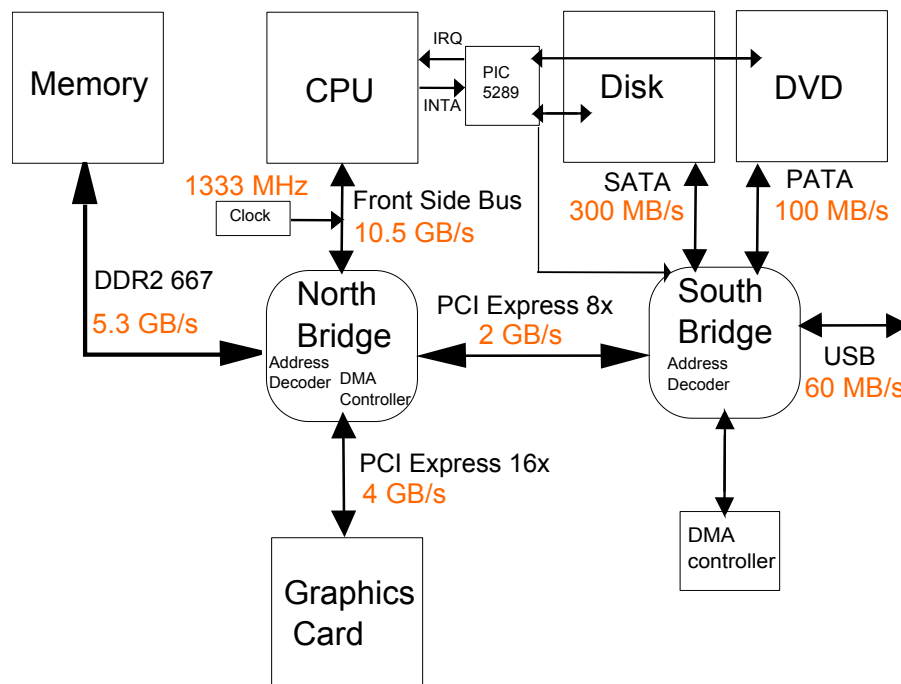 Memory
CPU
IRQ
INTA
PIC
5289
Disk
DVD
1333 MHz
Clock
Front Side Bus
10.5 GB/s
SATA
300 MB/s
PATA
100 MB/s
DDR2 667
5.3 GB/s
North
Bridge
Address
Decoder
DMA
Controller
PCI Express 8x
2 GB/s
South
Bridge
Address
Decoder
USB
60 MB/s
PCI Express 16x
4 GB/s
DMA
controller
Graphics
Card